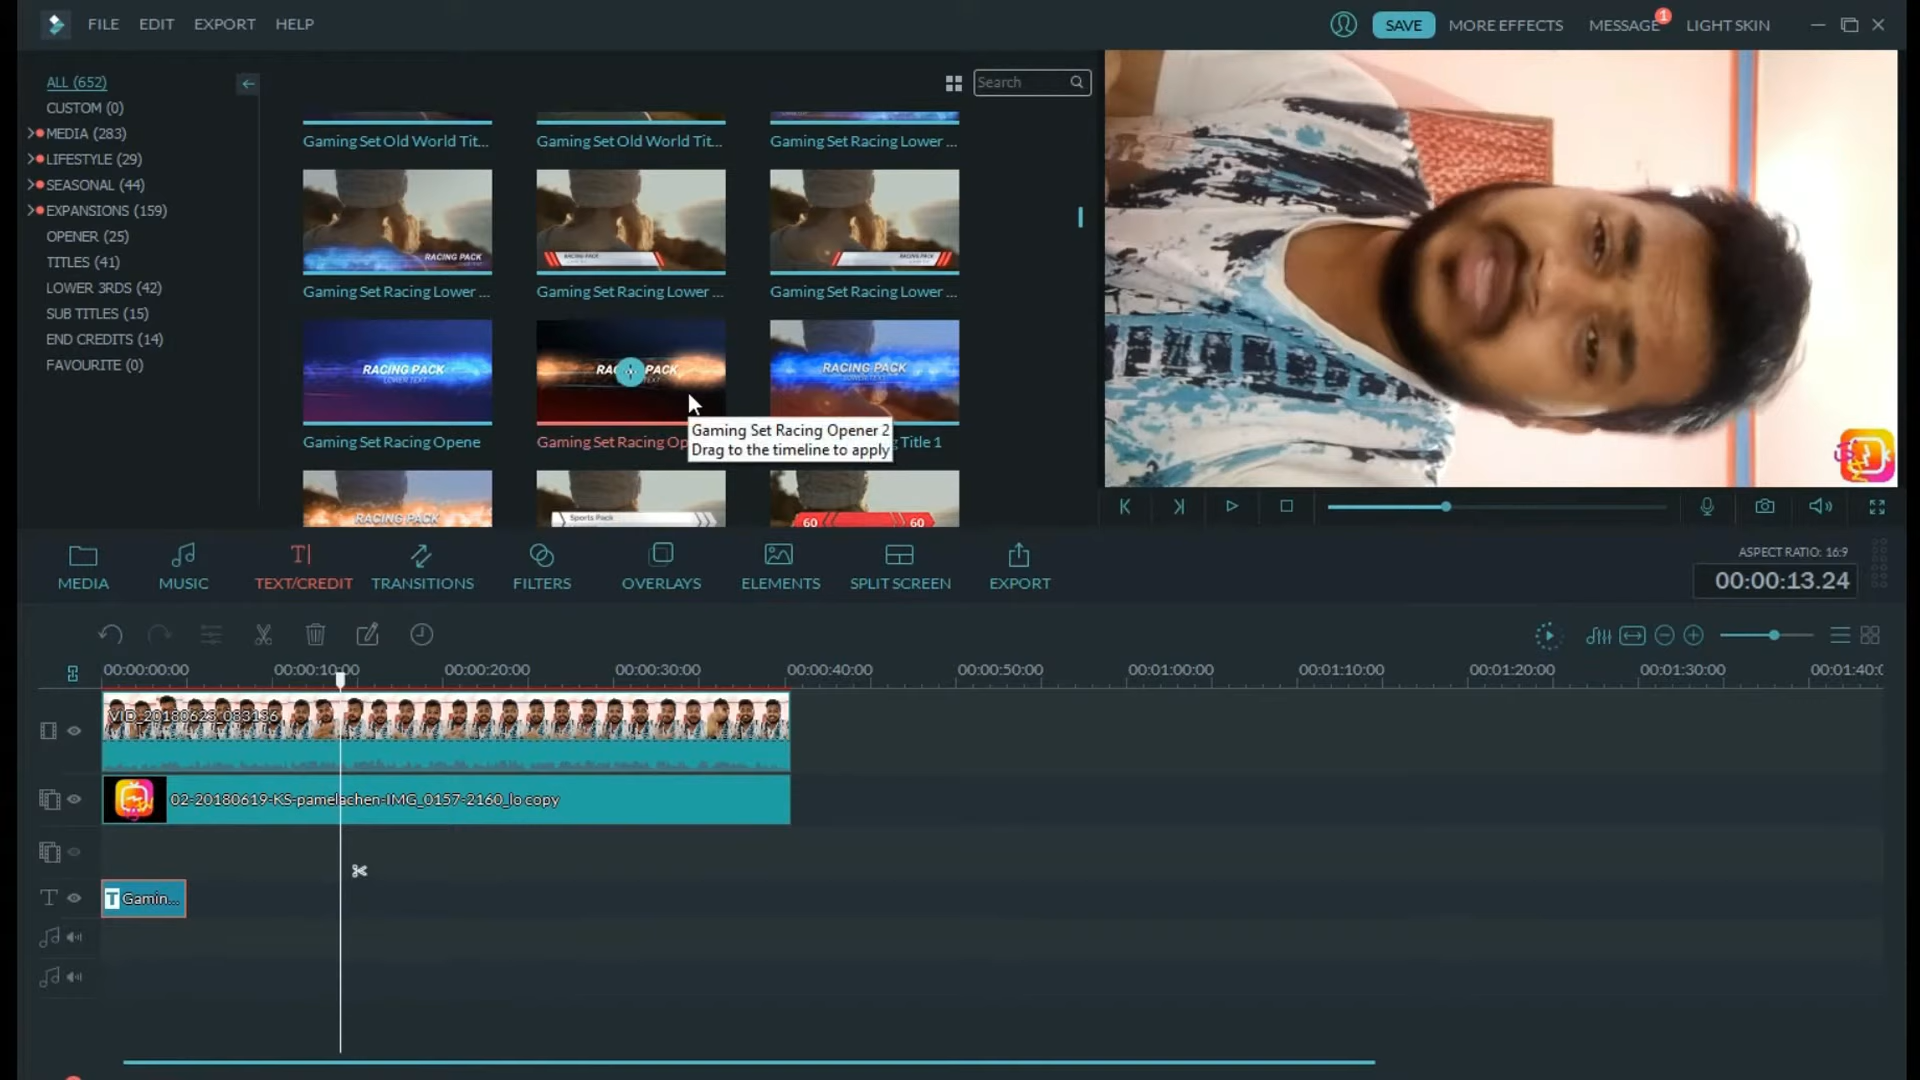 FILE EDIT EXPORT HELP
SAVE MORE EFFECTS MESSAGE 1 LIGHT SKIN
ALL (652)
CUSTOM (0)
MEDIA (283)
LIFESTYLE (29)
SEASONAL (44)
EXPANSIONS (159)
OPENER (25)
TITLES (41)
LOWER 3RDS (42)
SUB TITLES (15)
END CREDITS (14)
FAVOURITE (0)
Search
Gaming Set Old World Tit... Gaming Set Old World Tit... Gaming Set Racing Lower ...
RACING PACK RACING PACK RACING PACK
Gaming Set Racing Lower ... Gaming Set Racing Lower ... Gaming Set Racing Lower ...
RACING PACK
LOWER TEXT
RAC PACK
TEXT
RACING PACK
LOWER TEXT
Gaming Set Racing Opene Gaming Set Racing Op Title 1
Gaming Set Racing Opener 2
Drag to the timeline to apply
RACING PACK Sports Pack 60 60
MEDIA MUSIC TEXT/CREDIT TRANSITIONS FILTERS OVERLAYS ELEMENTS SPLIT SCREEN EXPORT
ASPECT RATIO: 16:9
00:00:13.24
00:00:00:00 00:00:10:00 00:00:20:00 00:00:30:00 00:00:40:00 00:00:50:00 00:01:00:00 00:01:10:00 00:01:20:00 00:01:30:00 00:01:40:0
VID_20180623_083136
02-20180619-KS-pamelachen-IMG_0157-2160_lo copy
T Gamin...